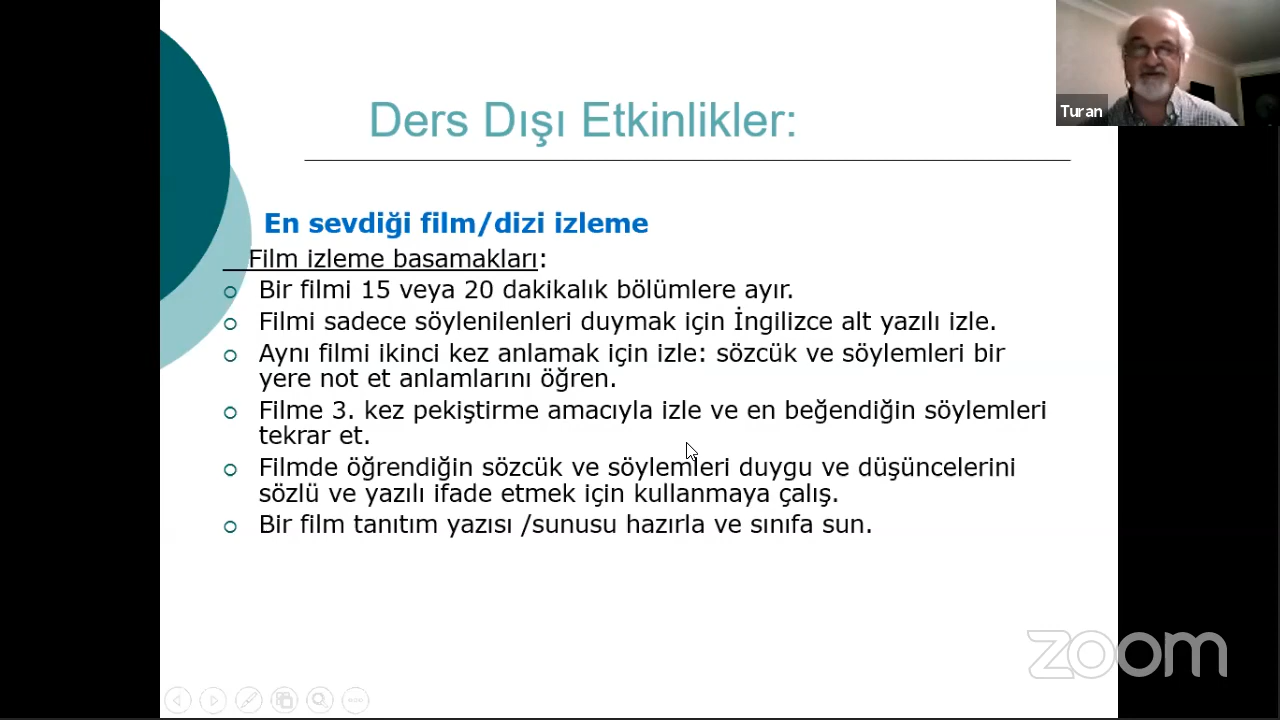 Turan
Ders Dışı Etkinlikler:
En sevdiği film/dizi izleme
Film izleme basamakları:
Bir filmi 15 veya 20 dakikalık bölümlere ayır.
Filmi sadece söylenilenleri duymak için İngilizce alt yazılı izle.
Aynı filmi ikinci kez anlamak için izle: sözcük ve söylemleri bir
yere not et anlamlarını öğren.
Filme 3. kez pekiştirme amacıyla izle ve en beğendiğin söylemleri
tekrar et.
Filmde öğrendiğin sözcük ve söylemleri duygu ve düşüncelerini
sözlü ve yazılı ifade etmek için kullanmaya çalış.
Bir film tanıtım yazısı /sunusu hazırla ve sınıfa sun.
zoom